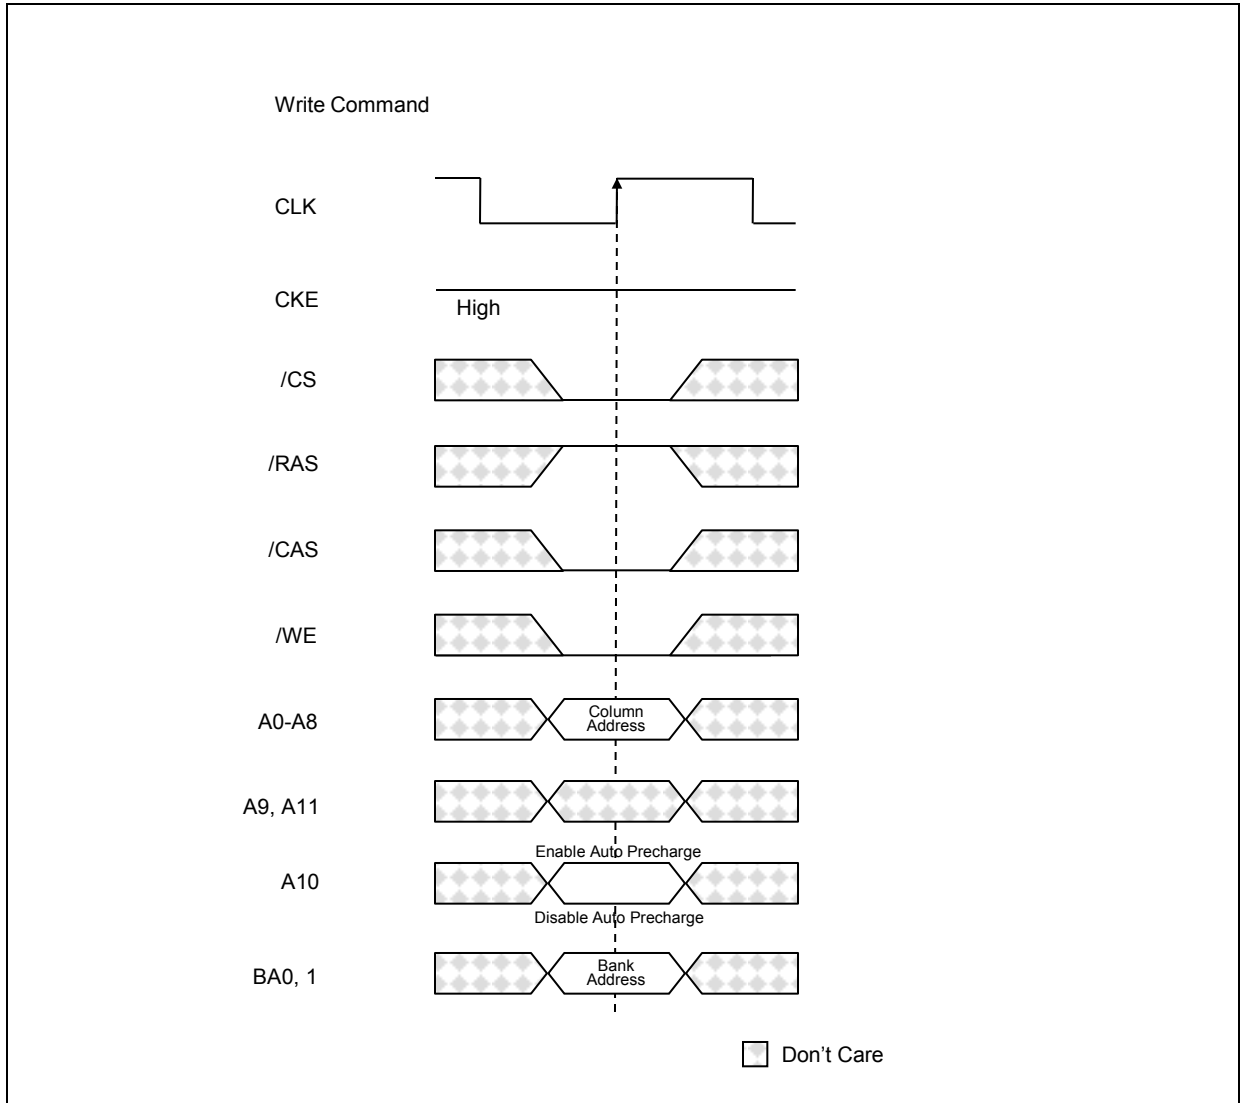 Write Command
CLK
CKE
High
/CS
/RAS
/CAS
/WE
A0-A8
Column
Address
A9, A11
Enable Auto Precharge
A10
Disable Auto Precharge
BA0, 1
Bank
Address
Don't Care